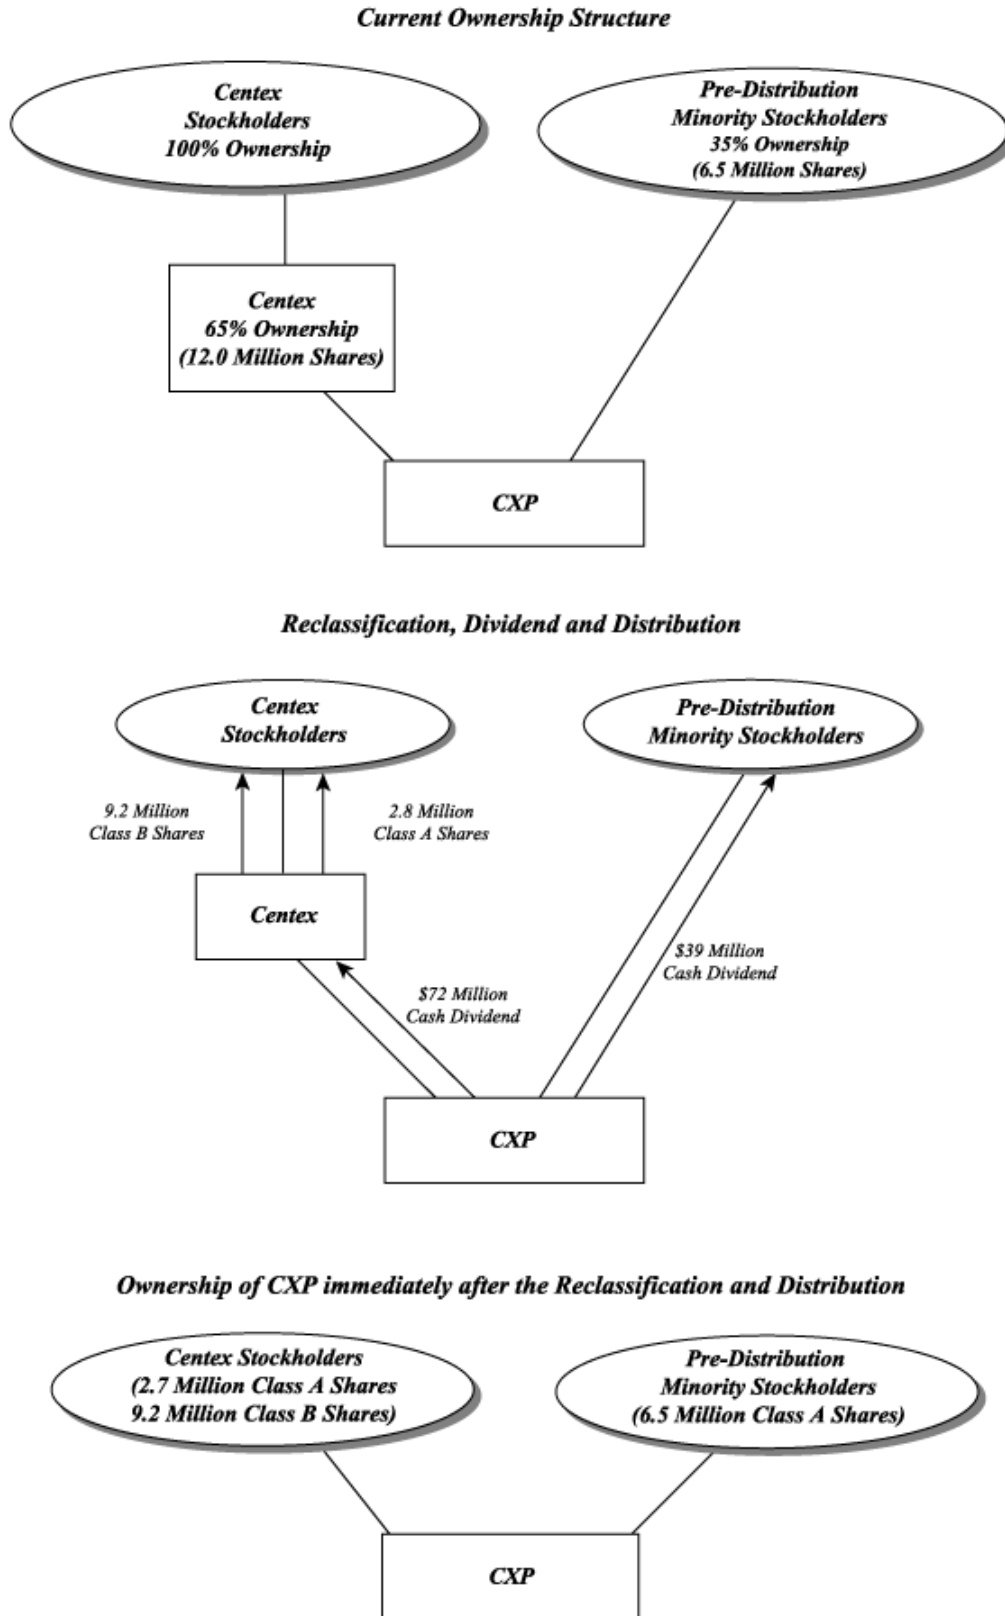 Current Ownership Structure
Centex
Stockholders
100% Ownership
Pre-Distribution
Minority Stockholders
35% Ownership
(6.5 Million Shares)
Centex
65% Ownership
(12.0 Million Shares)
CXP
Reclassification, Dividend and Distribution
Centex
Stockholders
Pre-Distribution
Minority Stockholders
9.2 Million
Class B Shares
2.8 Million
Class A Shares
Centex
$39 Million
Cash Dividend
$72 Million
Cash Dividend
CXP
Ownership of CXP immediately after the Reclassification and Distribution
Centex Stockholders
(2.7 Million Class A Shares
9.2 Million Class B Shares)
Pre-Distribution
Minority Stockholders
(6.5 Million Class A Shares)
CXP